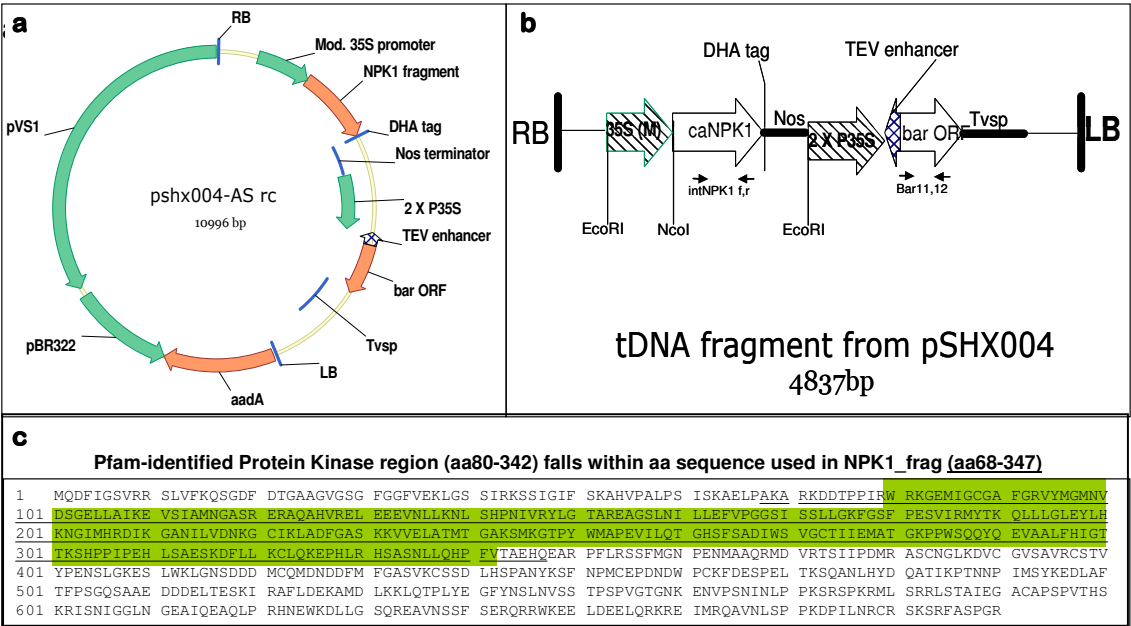 a
RB
Mod. 35S promoter
NPK1 fragment
pVS1
DHA tag
Nos terminator
pshx004-AS rc
10996 bp
2 X P35S
TEV enhancer
bar ORF
pBR322
Tvsp
LB
aadA
b
DHA tag
TEV enhancer
RB
35S (M)
caNPK1
Nos
2 X P35S
bar ORF
Tvsp
LB
intNPK1 f,r
Bar11,12
EcoRI
NcoI
EcoRI
tDNA fragment from pSHX004
4837bp
c
Pfam-identified Protein Kinase region (aa80-342) falls within aa sequence used in NPK1_frag (aa68-347)
1 MQDFIGSVRR SLVFKQSGDF DTGAAGVGSG FGGFVEKLGS SIRKSSIGIF SKAHVPALPS ISKAELPAKA RKDDTPPIRW RKGEMIGCGA FGRVYMGMNV
101 DSGELLAIKE VSIAMNGASR ERAQAHVREL EEEVNLLKNL SHPNIVRYLG TAREAGSLNI LLEFVPGGSI SSLLGKFGSF PESVIRMYTK QLLLGLEYLH
201 KNGIMHRDIK GANILVDNKG CIKLADFGAS KKVVELATMT GAKSMKGTPY WMAPEVILQT GHSFSADIWS VGCTIIEMAT GKPPWSQQYQ EVAALFHIGT
301 TKSHPPIPEH LSAESKDFLL KCLQKEPHLR HSASNLLQHP FVTAEHQEAR PFLRSSFMGN PENMAAQRMD VRTSIIPDMR ASCNGLKDVC GVSAVRCSTV
401 YPENSLGKES LWKLGNSDDD MCQMDNDDFM FGASVKCSSD LHSPANYKSF NPMCEPDNDW PCKFDESPEL TKSQANLHYD QATIKPTNNP IMSYKEDLAF
501 TFPSGQSAAE DDDELTESKI RAFLDEKAMD LKKLQTPLYE GFYNSLNVSS TPSPVGTGNK ENVPSNINLP PKSRSPKRML SRRLSTAIEG ACAPSPVTHS
601 KRISNIGGLN GEAIQEAQLP RHNEWKDLLG SQREAVNSSF SERQRRWKEE LDEELQRKRE IMRQAVNLSP PKDPILNRCR SKSRFASPGR